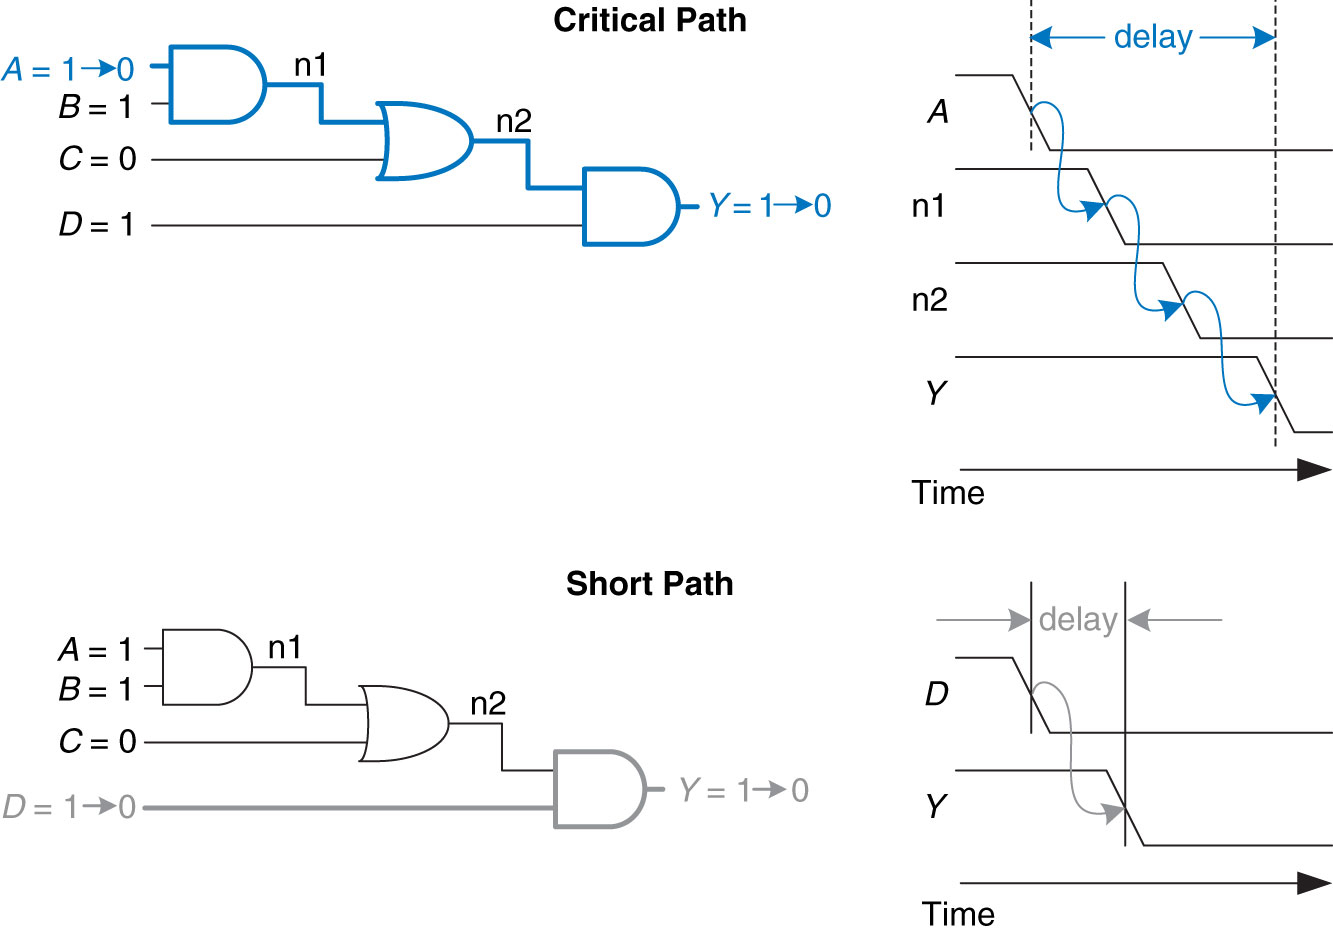 Critical Path
A = 1→0
n1
B = 1
n2
C = 0
D = 1
Y = 1→0
delay
A
n1
n2
Y
Time
Short Path
A = 1
n1
B = 1
n2
C = 0
D = 1→0
Y = 1→0
delay
D
Y
Time